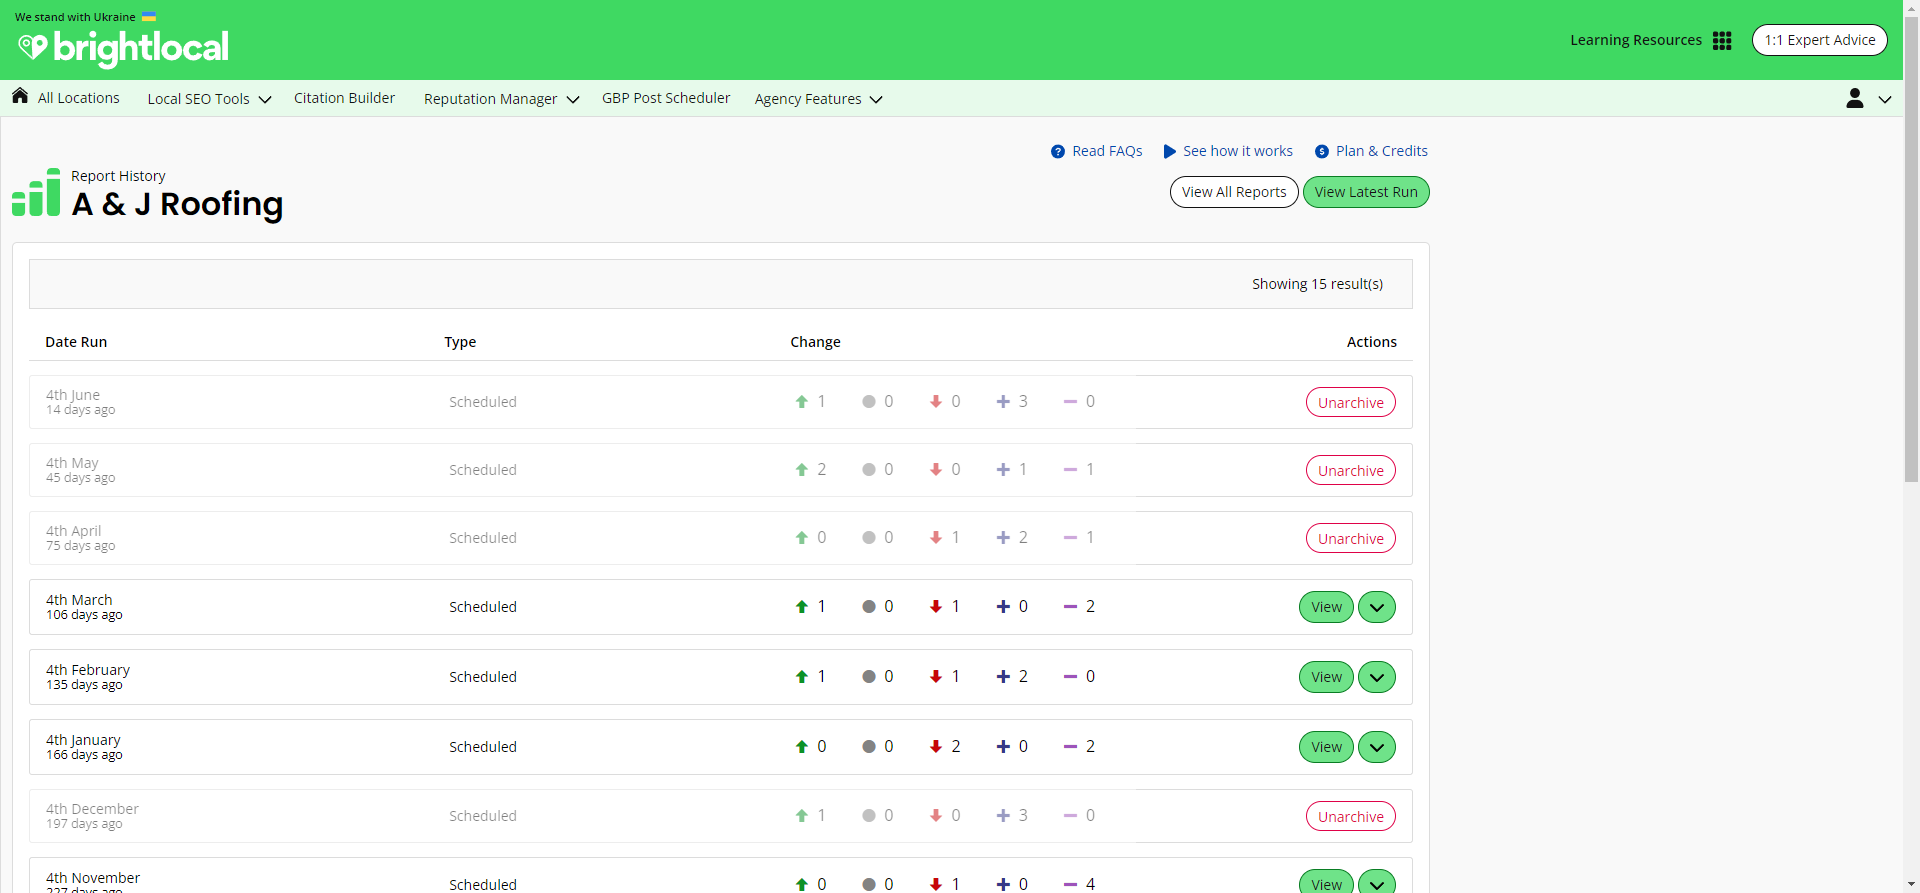 We stand with Ukraine
brightlocal
Learning Resources
1:1 Expert Advice
All Locations
Local SEO Tools
Citation Builder
Reputation Manager
GBP Post Scheduler
Agency Features
Read FAQs
See how it works
Plan & Credits
Report History
A & J Roofing
View All Reports
View Latest Run
Showing 15 result(s)
Date Run Type Change Actions
4th June
14 days ago
Scheduled 1 0 0 3 0 Unarchive
4th May
45 days ago
Scheduled 2 0 0 1 1 Unarchive
4th April
75 days ago
Scheduled 0 0 1 2 1 Unarchive
4th March
106 days ago
Scheduled 1 0 1 0 2 View
4th February
135 days ago
Scheduled 1 0 1 2 0 View
4th January
166 days ago
Scheduled 0 0 2 0 2 View
4th December
197 days ago
Scheduled 1 0 0 3 0 Unarchive
4th November
227 days ago
Scheduled 0 0 1 0 4 View